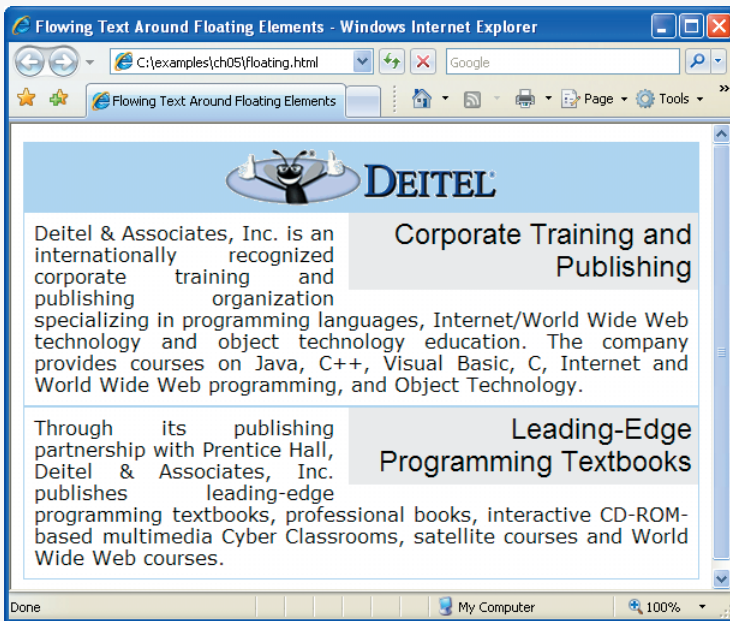 Flowing Text Around Floating Elements - Windows Internet Explorer
C:\examples\ch05\floating.html
Google
Flowing Text Around Floating Elements
Page
Tools
»
DEITEL
Corporate Training and
Publishing
Deitel & Associates, Inc. is an
internationally recognized
corporate training and
publishing organization
specializing in programming languages, Internet/World Wide Web
technology and object technology education. The company
provides courses on Java, C++, Visual Basic, C, Internet and
World Wide Web programming, and Object Technology.
Leading-Edge
Programming Textbooks
Through its publishing
partnership with Prentice Hall,
Deitel & Associates, Inc.
publishes leading-edge
programming textbooks, professional books, interactive CD-ROM-
based multimedia Cyber Classrooms, satellite courses and World
Wide Web courses.
Done
My Computer
100%